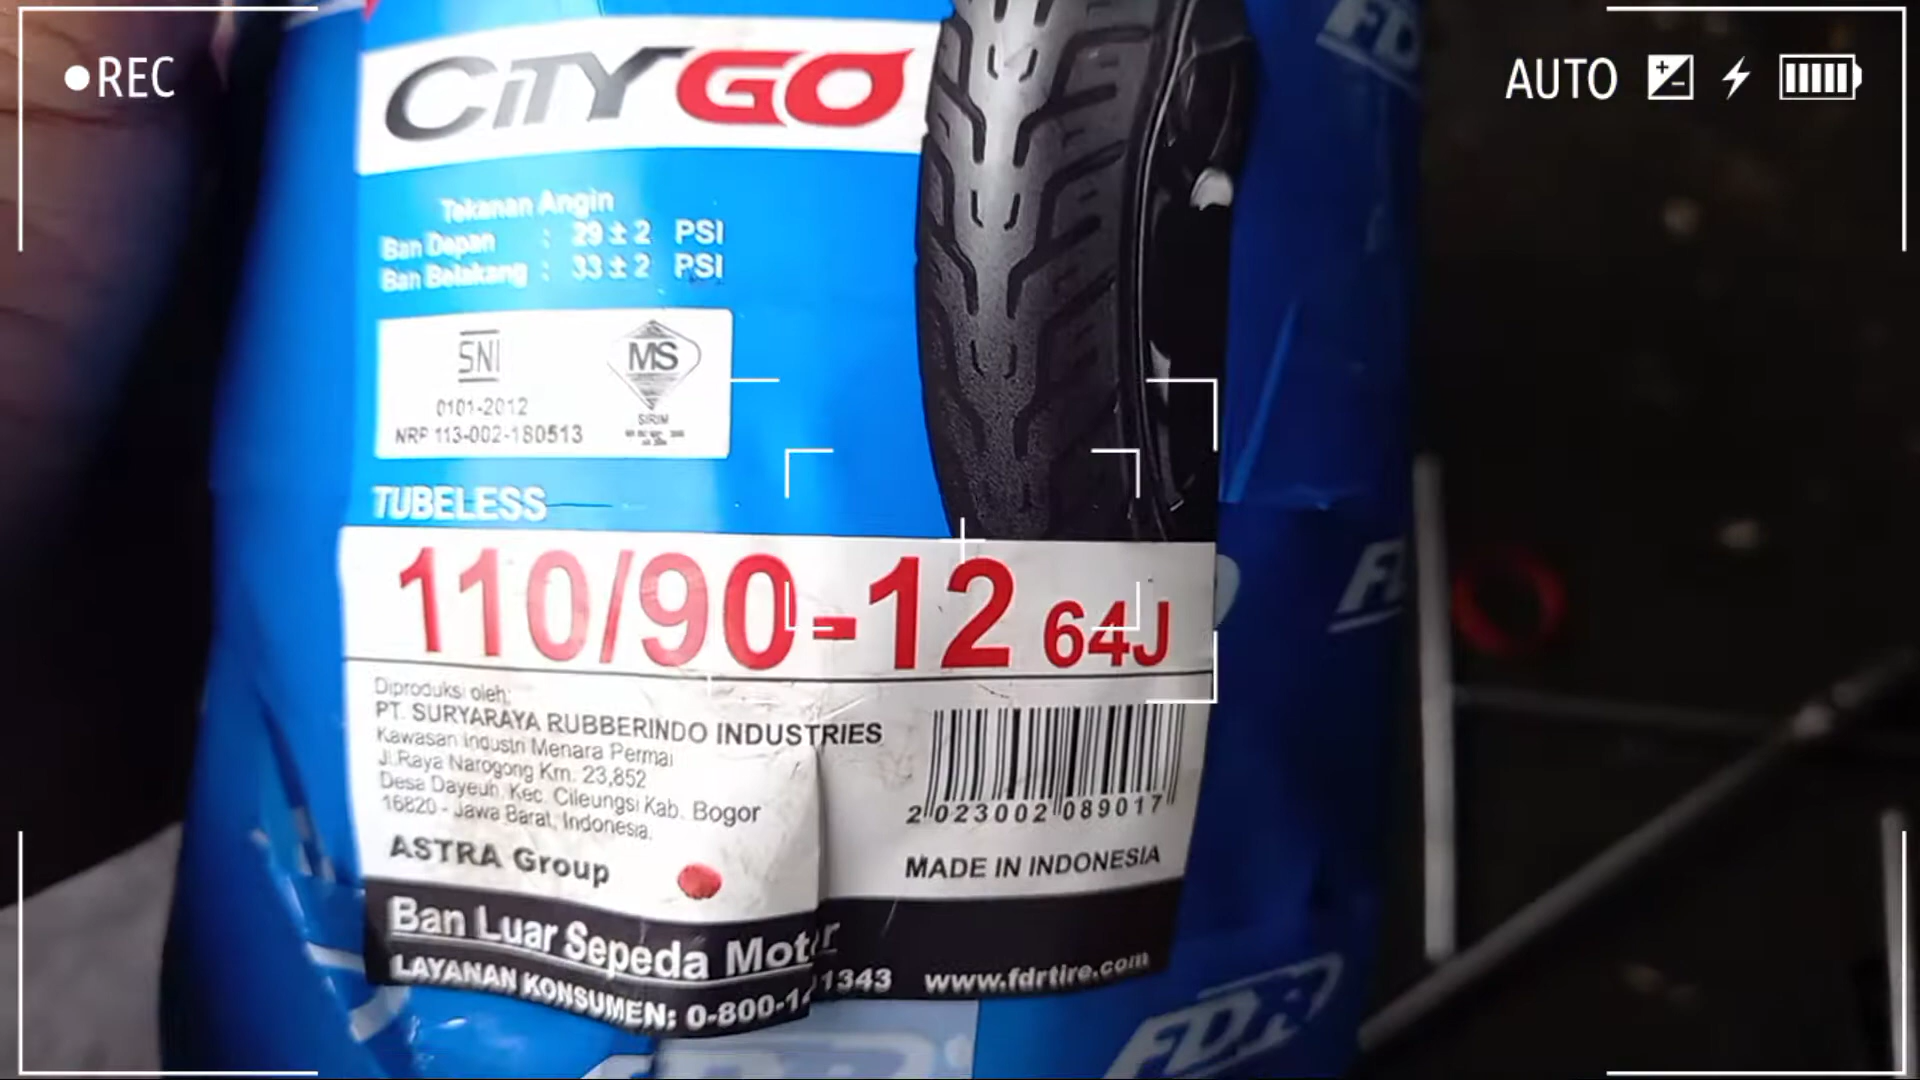 REC
AUTO
CITYGO
FD
Tekanan Angin
Ban Depan : 29 ± 2 PSI
Ban Belakang : 33 ± 2 PSI
SNI
0101-2012
NRP 113-002-180513
MS
SIRIM
TUBELESS
110/90-12 64J
Diproduksi oleh:
PT. SURYARAYA RUBBERINDO INDUSTRIES
Kawasan Industri Menara Permai
Jl.Raya Narogong Km. 23,852
Desa Dayeuh. Kec. Cileungsi Kab. Bogor
16820 - Jawa Barat, Indonesia.
ASTRA Group
2 023002 089017
MADE IN INDONESIA
Ban Luar Sepeda Motor
LAYANAN KONSUMEN: 0-800-1 1343 www.fdrtire.com
FDR